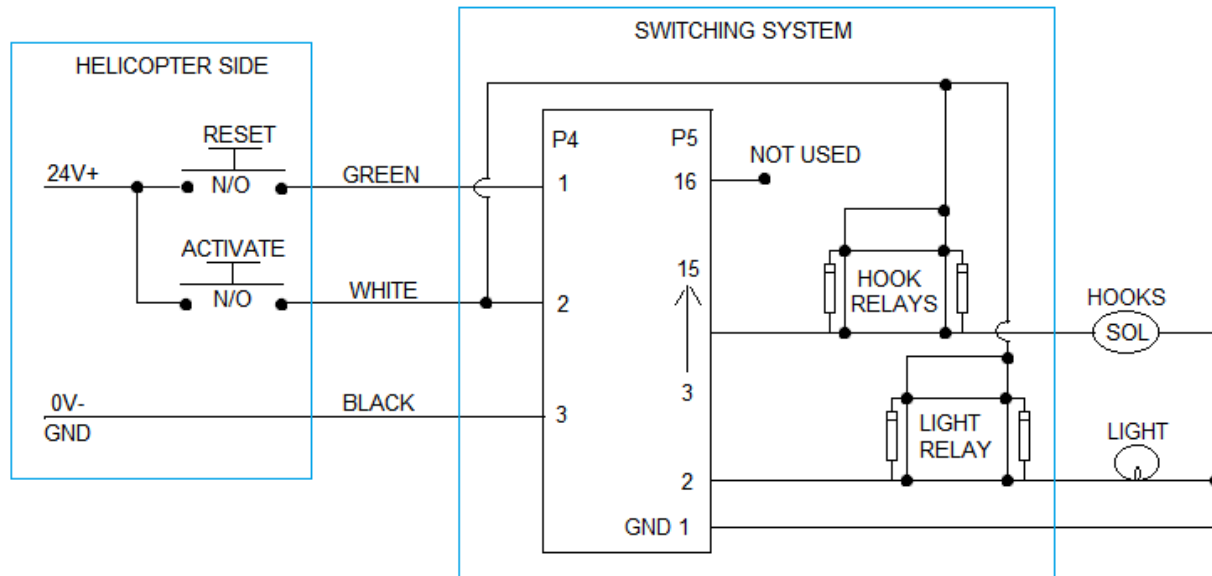 SWITCHING SYSTEM
HELICOPTER SIDE
RESET
24V+
N/O
GREEN
ACTIVATE
N/O
WHITE
0V-
GND
BLACK
P4
P5
1
16
NOT USED
2
15
3
3
2
GND 1
HOOK
RELAYS
HOOKS
SOL
LIGHT
RELAY
LIGHT